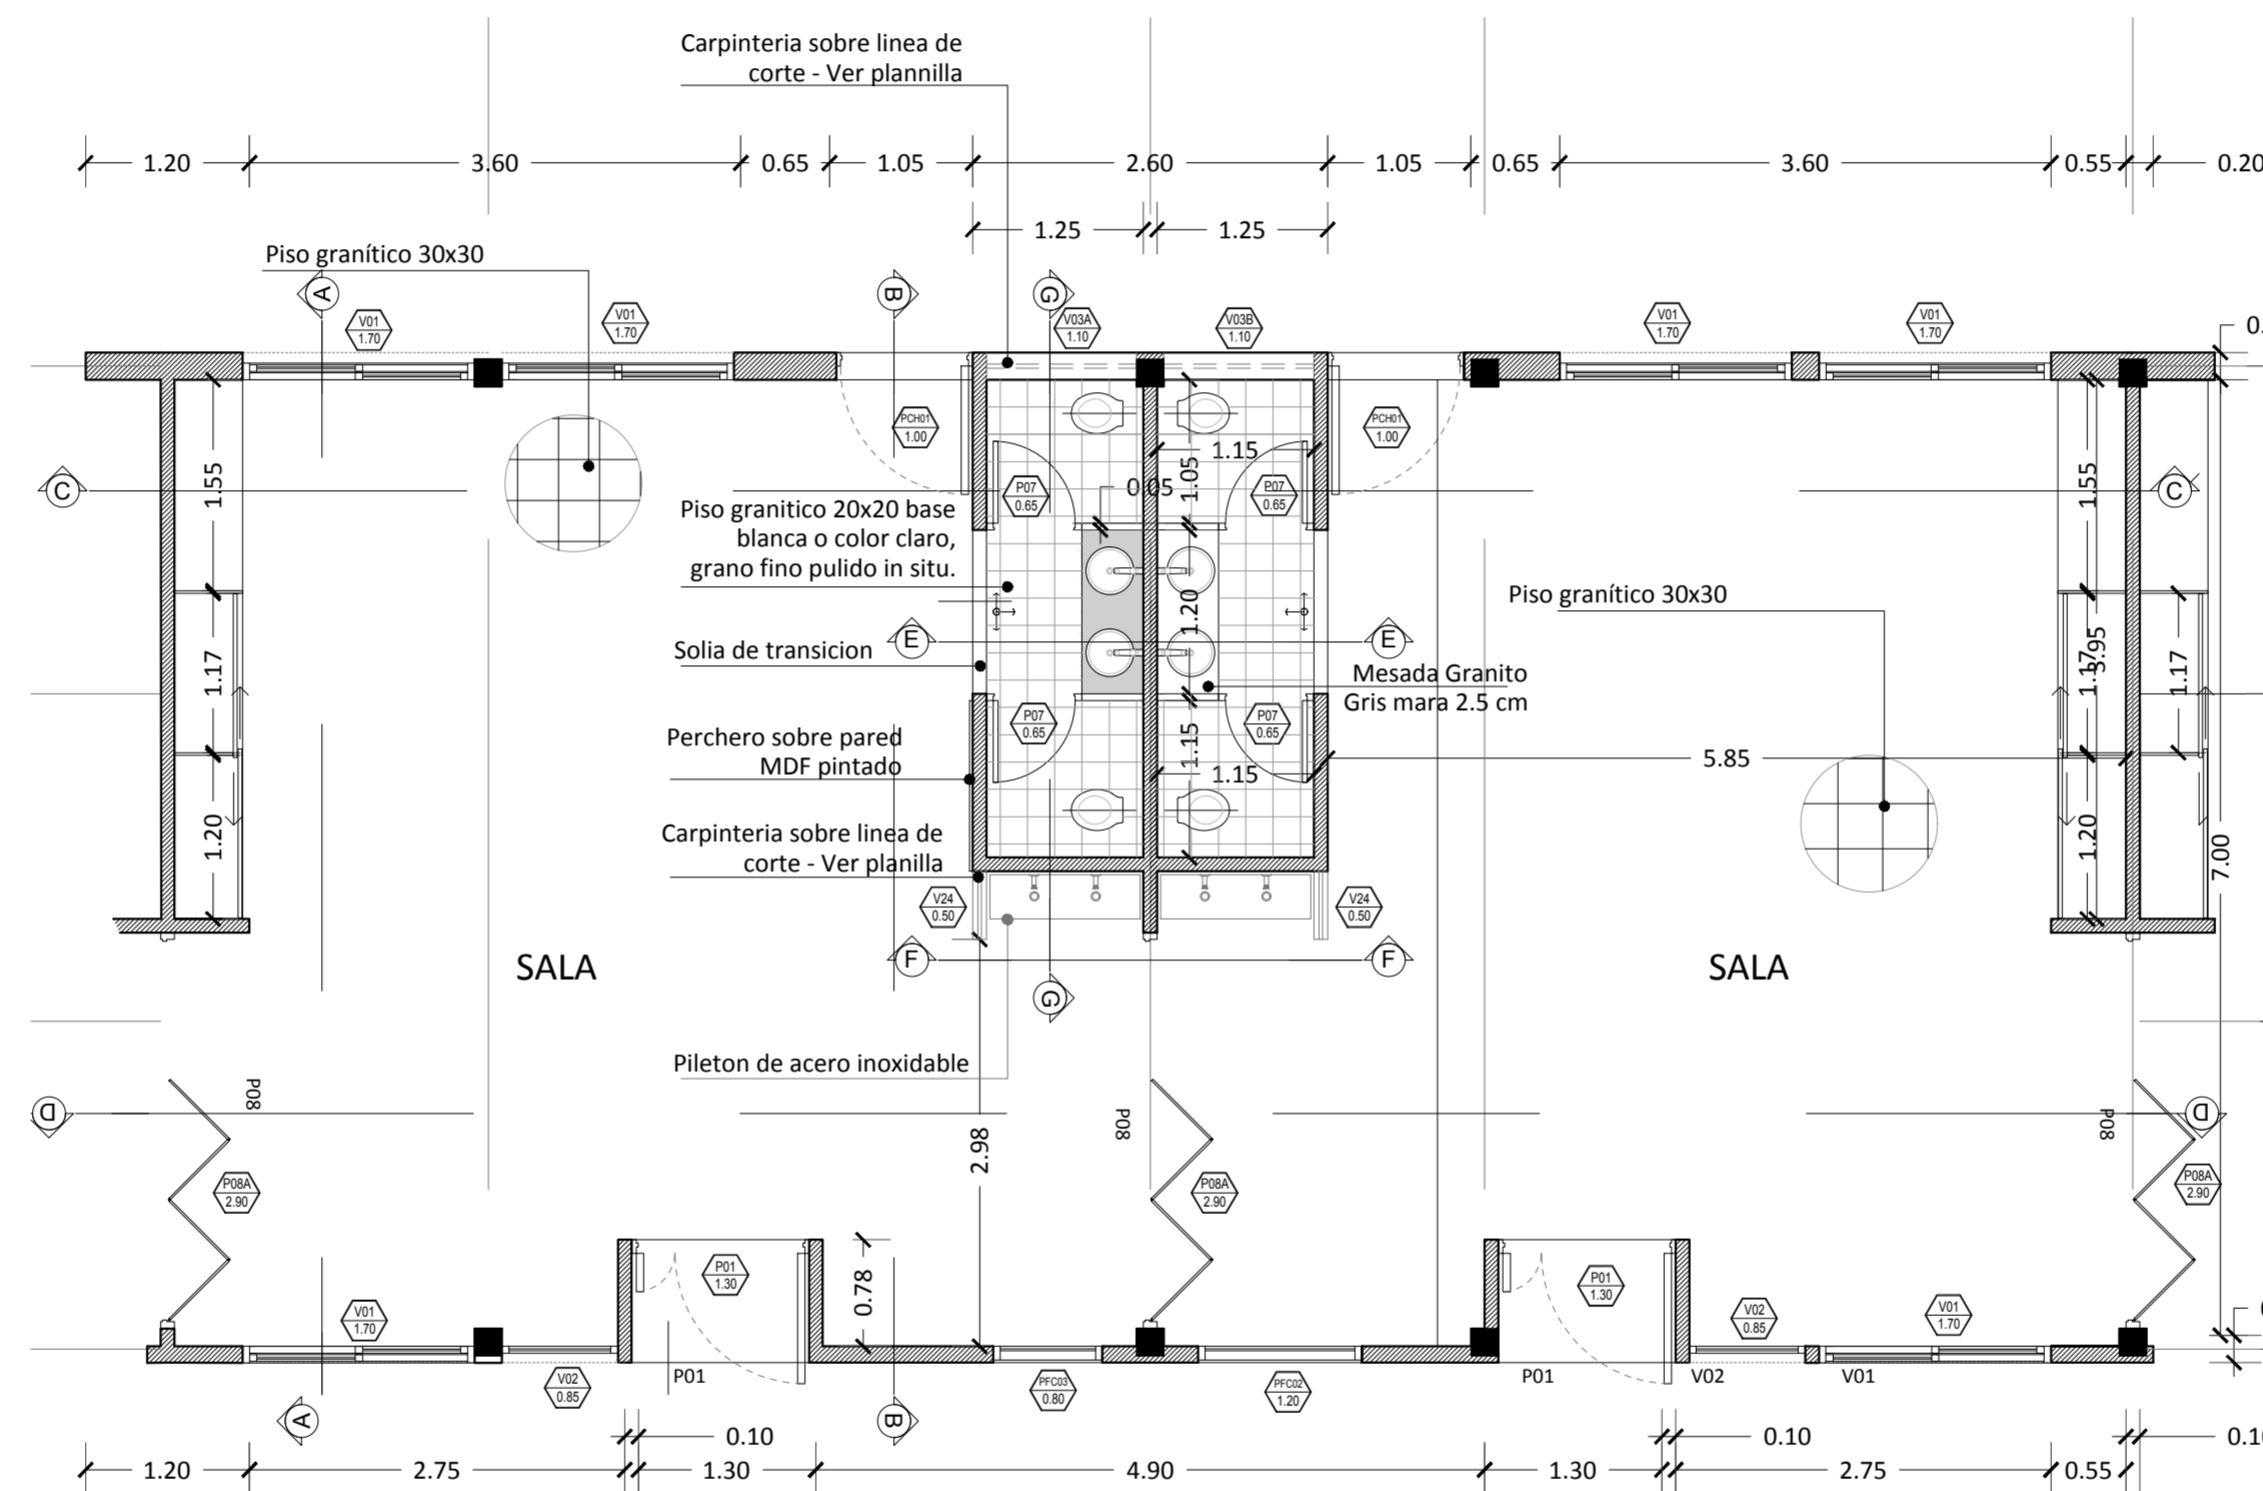 Carpinteria sobre linea de
corte - Ver plannilla
1.20
3.60
0.65
1.05
2.60
1.05
0.65
3.60
0.55
0.20
1.25
1.25
Piso granítico 30x30
A
B
G
V01
1.70
V01
1.70
V03A
1.10
V03B
1.10
V01
1.70
V01
1.70
PCH01
1.00
PCH01
1.00
C
1.55
1.15
1.05
0.05
P07
0.65
P07
0.65
1.55
C
Piso granitico 20x20 base
blanca o color claro,
grano fino pulido in situ.
Piso granítico 30x30
1.20
E
E
Solia de transicion
Mesada Granito
Gris mara 2.5 cm
1.17
1.17
3.95
1.17
P07
0.65
P07
0.65
Perchero sobre pared
MDF pintado
1.15
1.15
5.85
Carpinteria sobre linea de
corte - Ver planilla
1.20
1.20
7.00
V24
0.50
V24
0.50
F
F
SALA
SALA
G
Pileton de acero inoxidable
P08
P08
P08
D
D
2.98
P08A
2.90
P08A
2.90
P08A
2.90
P01
1.30
0.78
P01
1.30
V01
1.70
V02
0.85
V01
1.70
V02
0.85
P01
PFC03
0.80
PFC02
1.20
P01
V02
V01
A
B
0.10
0.10
1.20
2.75
1.30
4.90
1.30
2.75
0.55